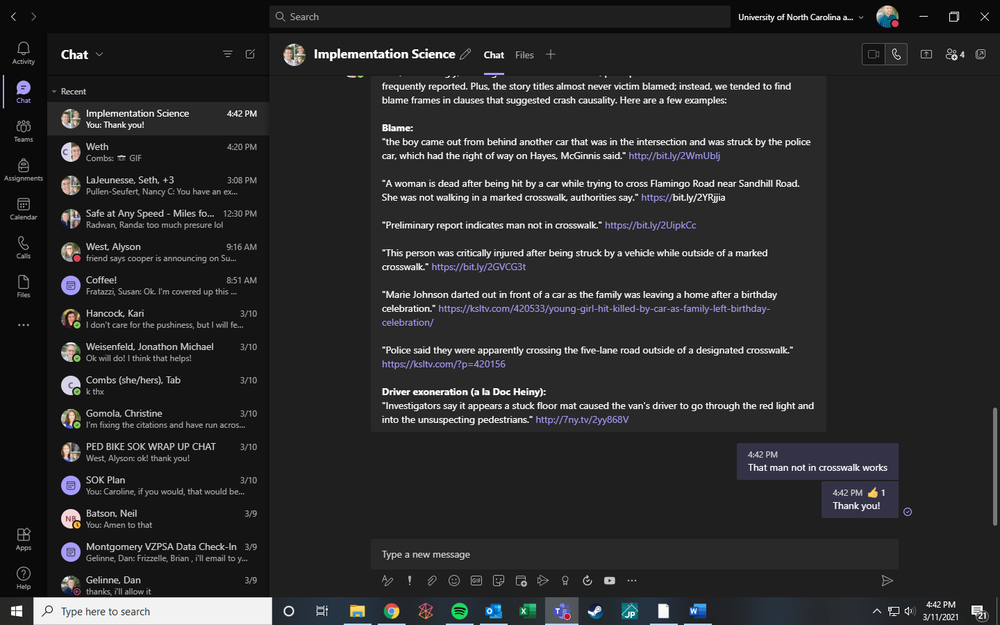 Search
University of North Carolina a...
Activity
Chat
Teams
Assignments
Calendar
Calls
Files
Apps
Help
Chat
Recent
Implementation Science 4:42 PM
You: Thank you!
Weth 4:20 PM
Combs: GIF
LaJeunesse, Seth, +3 3:08 PM
Pullen-Seufert, Nancy C: You have an ex...
Safe at Any Speed - Miles fo... 12:30 PM
Radwan, Randa: too much presure lol
West, Alyson 9:16 AM
friend says cooper is announcing on Su...
Coffee! 8:51 AM
Fratazzi, Susan: Ok. I'm covered up this ...
Hancock, Kari 3/10
I don't care for the pushiness, but I will fe...
Weisenfeld, Jonathon Michael 3/10
Ok will do! I think that helps!
Combs (she/hers), Tab 3/10
k thx
Gomola, Christine 3/10
I'm fixing the citations and have run acros...
PED BIKE SOK WRAP UP CHAT 3/10
West, Alyson: ok! thank you!
SOK Plan 3/10
You: Caroline, if you would, that would be...
NB
Batson, Neil 3/9
You: Amen to that
Montgomery VZPSA Data Check-In 3/9
Gelinne, Dan: Frizzelle, Brian , i'll email to y...
Gelinne, Dan 3/9
thanks, i'll allow it
Implementation Science Chat Files 4
frequently reported. Plus, the story titles almost never victim blamed; instead, we tended to find
blame frames in clauses that suggested crash causality. Here are a few examples:
Blame:
"the boy came out from behind another car that was in the intersection and was struck by the police
car, which had the right of way on Hayes, McGinnis said." http://bit.ly/2WmUblj
"A woman is dead after being hit by a car while trying to cross Flamingo Road near Sandhill Road.
She was not walking in a marked crosswalk, authorities say." https://bit.ly/2YRjjia
"Preliminary report indicates man not in crosswalk." https://bit.ly/2UipkCc
"This person was critically injured after being struck by a vehicle while outside of a marked
crosswalk." https://bit.ly/2GVCG3t
"Marie Johnson darted out in front of a car as the family was leaving a home after a birthday
celebration." https://ksltv.com/420533/young-girl-hit-killed-by-car-as-family-left-birthday-
celebration/
"Police said they were apparently crossing the five-lane road outside of a designated crosswalk."
https://ksltv.com/?p=420156
Driver exoneration (a la Doc Heiny):
"Investigators say it appears a stuck floor mat caused the van's driver to go through the red light and
into the unsuspecting pedestrians." http://7ny.tv/2yy868V
4:42 PM
That man not in crosswalk works
4:42 PM 👍 1
Thank you!
Type a new message
GIF
Type here to search
4:42 PM
3/11/2021
21